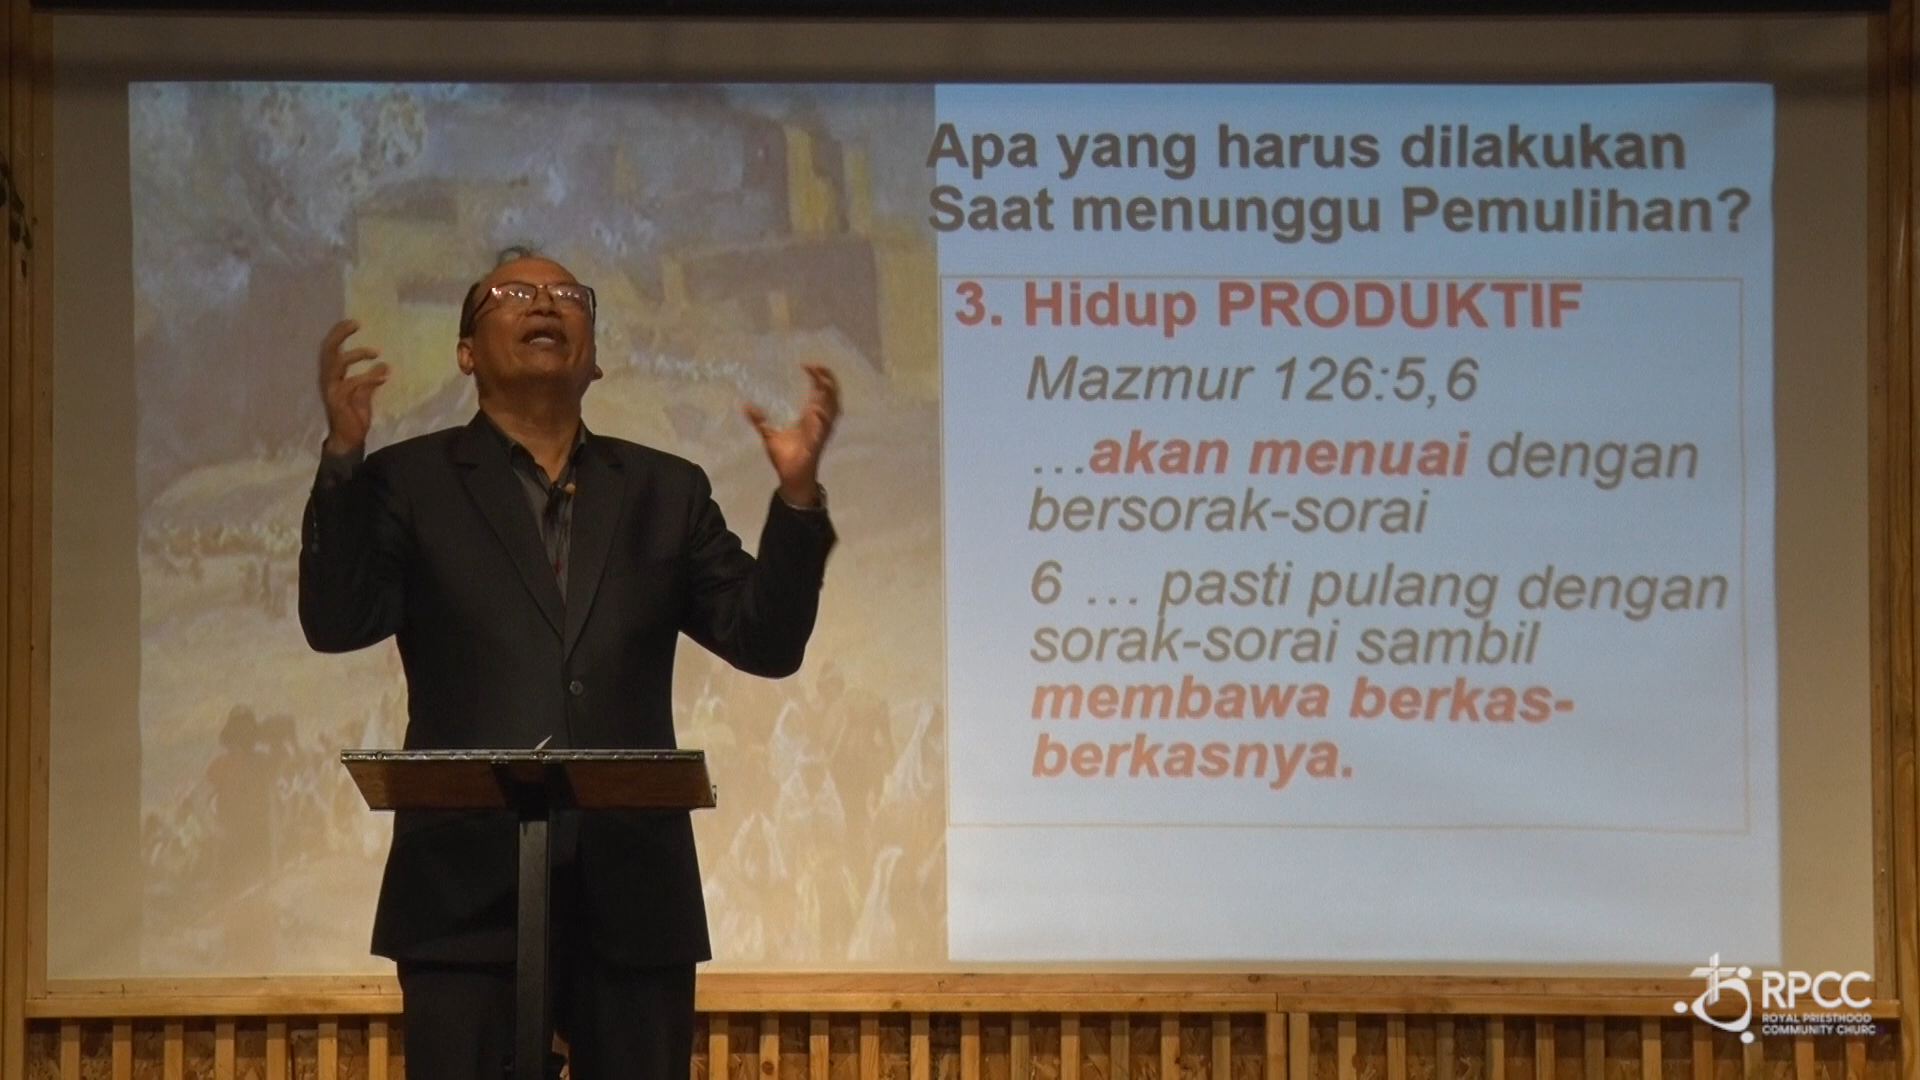 Apa yang harus dilakukan
Saat menunggu Pemulihan?
3. Hidup PRODUKTIF
Mazmur 126:5,6
...akan menuai dengan
bersorak-sorai
6 ... pasti pulang dengan
sorak-sorai sambil
membawa berkas-
berkasnya.
RPCC
ROYAL PRIESTHOOD
COMMUNITY CHURC